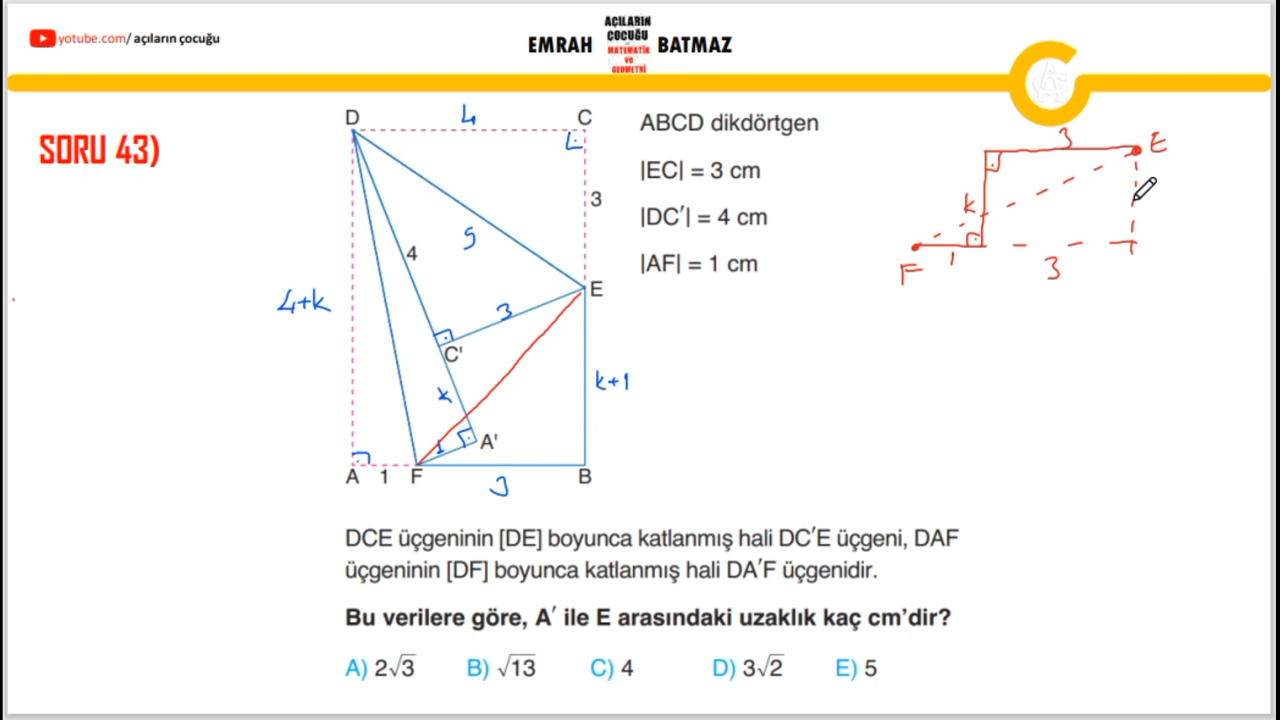 yotube.com/ açıların çocuğu
EMRAH AÇILARIN ÇOCUĞU MATEMATİK VE GEOMETRİ BATMAZ
SORU 43)
D 4 C
3
4
5
4+k
E
3
C'
k
k+1
1
A'
A 1 F B
3
ABCD dikdörtgen
|EC| = 3 cm
|DC'| = 4 cm
|AF| = 1 cm
3 E
k
F 1 3
DCE üçgeninin [DE] boyunca katlanmış hali DC'E üçgeni, DAF
üçgeninin [DF] boyunca katlanmış hali DA'F üçgenidir.
Bu verilere göre, A' ile E arasındaki uzaklık kaç cm'dir?
A) 2√3 B) √13 C) 4 D) 3√2 E) 5